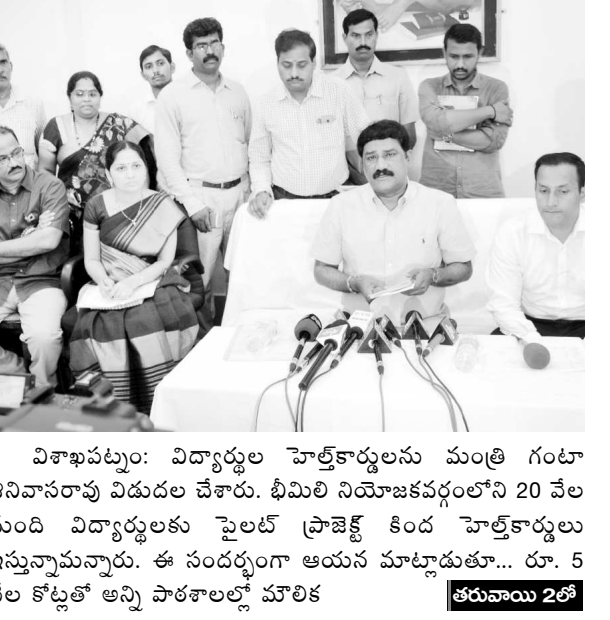 విశాఖపట్నం: విద్యార్థుల హెల్త్‌కార్డులను మంత్రి గంటా
శ్రీనివాసరావు విడుదల చేశారు. భీమిలి నియోజకవర్గంలోని 20 వేల
మంది విద్యార్థులకు పైలట్ ప్రాజెక్ట్ కింద హెల్త్‌కార్డులు
ఇస్తున్నామన్నారు. ఈ సందర్భంగా ఆయన మాట్లాడుతూ... రూ. 5
వేల కోట్లతో అన్ని పాఠశాలల్లో మౌలిక
తరువాయి 2లో